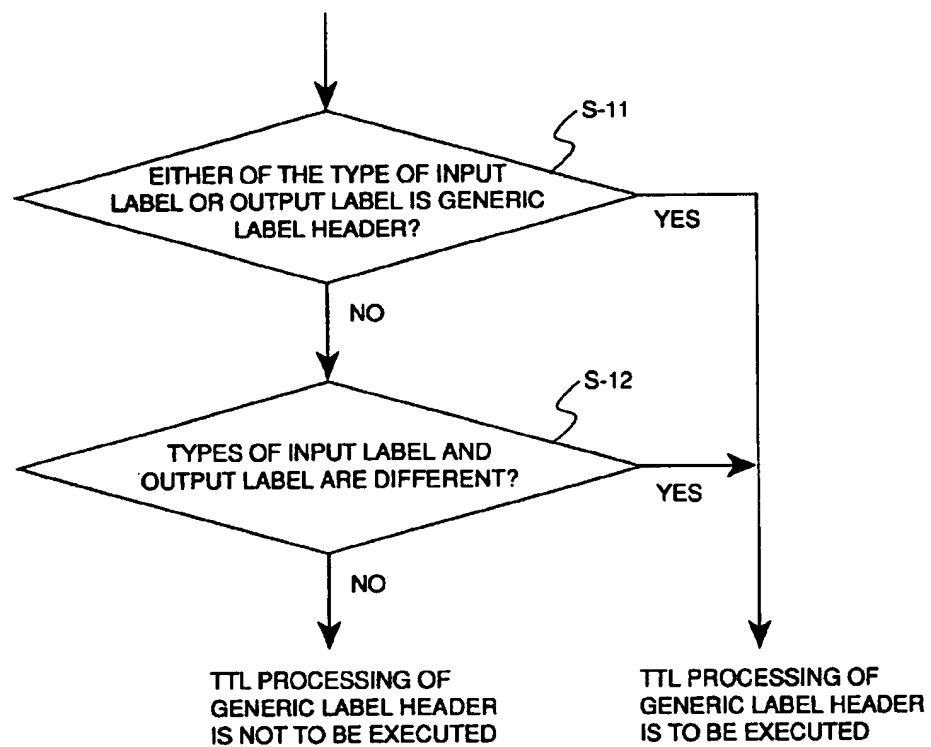 S-11
EITHER OF THE TYPE OF INPUT
LABEL OR OUTPUT LABEL IS GENERIC
LABEL HEADER?
YES
NO
S-12
TYPES OF INPUT LABEL AND
OUTPUT LABEL ARE DIFFERENT?
YES
NO
TTL PROCESSING OF
GENERIC LABEL HEADER
IS NOT TO BE EXECUTED
TTL PROCESSING OF
GENERIC LABEL HEADER
IS TO BE EXECUTED